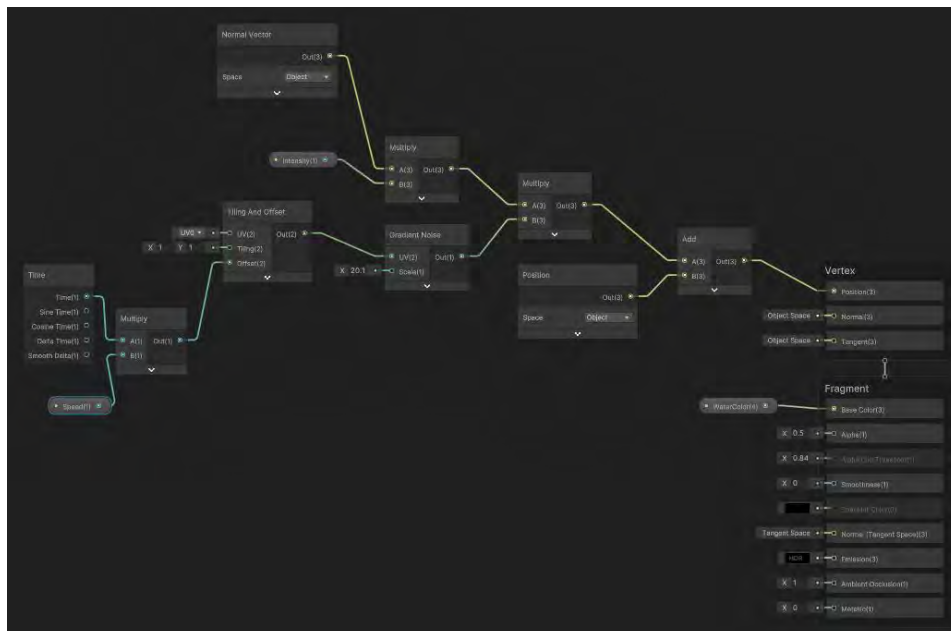 Normal Vector
Out(3)
Space Object
Intensity(1)
Multiply
A(3) Out(3)
B(3)
Multiply
A(3) Out(3)
B(3)
Tiling And Offset
UV0 UV(2) Out(2)
X 1 Y 1 Tiling(2)
Offset(2)
Gradient Noise
UV(2) Out(1)
X 20.1 Scale(1)
Add
A(3) Out(3)
B(3)
Position
Out(3)
Space Object
Time
Time(1)
Sine Time(1)
Cosine Time(1)
Delta Time(1)
Smooth Delta(1)
Multiply
A(1) Out(1)
B(1)
Speed(1)
Vertex
Position(3)
Object Space Normal(3)
Object Space Tangent(3)
Fragment
WaterColor(4) Base Color(3)
X 0.5 Alpha(1)
X 0.84
X 0 Smoothness(1)
Tangent Space Normal (Tangent Space)(3)
HDR Emission(3)
X 1 Ambient Occlusion(1)
X 0 Metallic(1)